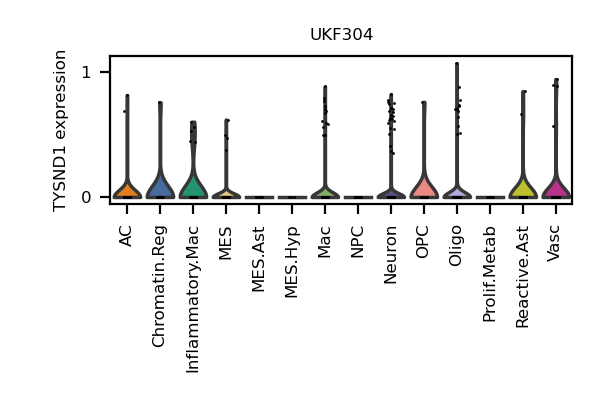 UKF304
TYSND1 expression
1
0
AC
Chromatin.Reg
Inflammatory.Mac
MES
MES.Ast
MES.Hyp
Mac
NPC
Neuron
OPC
Oligo
Prolif.Metab
Reactive.Ast
Vasc